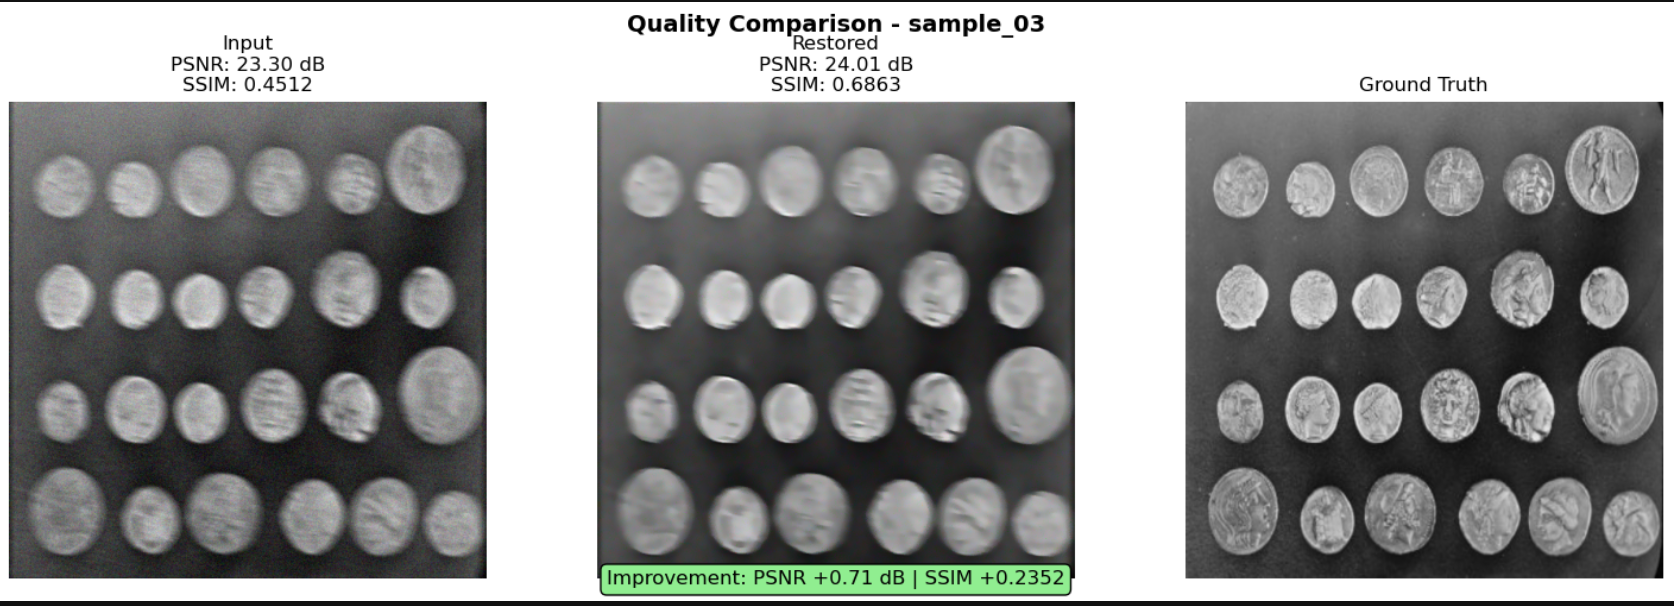 Quality Comparison - sample_03
Input
PSNR: 23.30 dB
SSIM: 0.4512
Restored
PSNR: 24.01 dB
SSIM: 0.6863
Ground Truth
Improvement: PSNR +0.71 dB | SSIM +0.2352